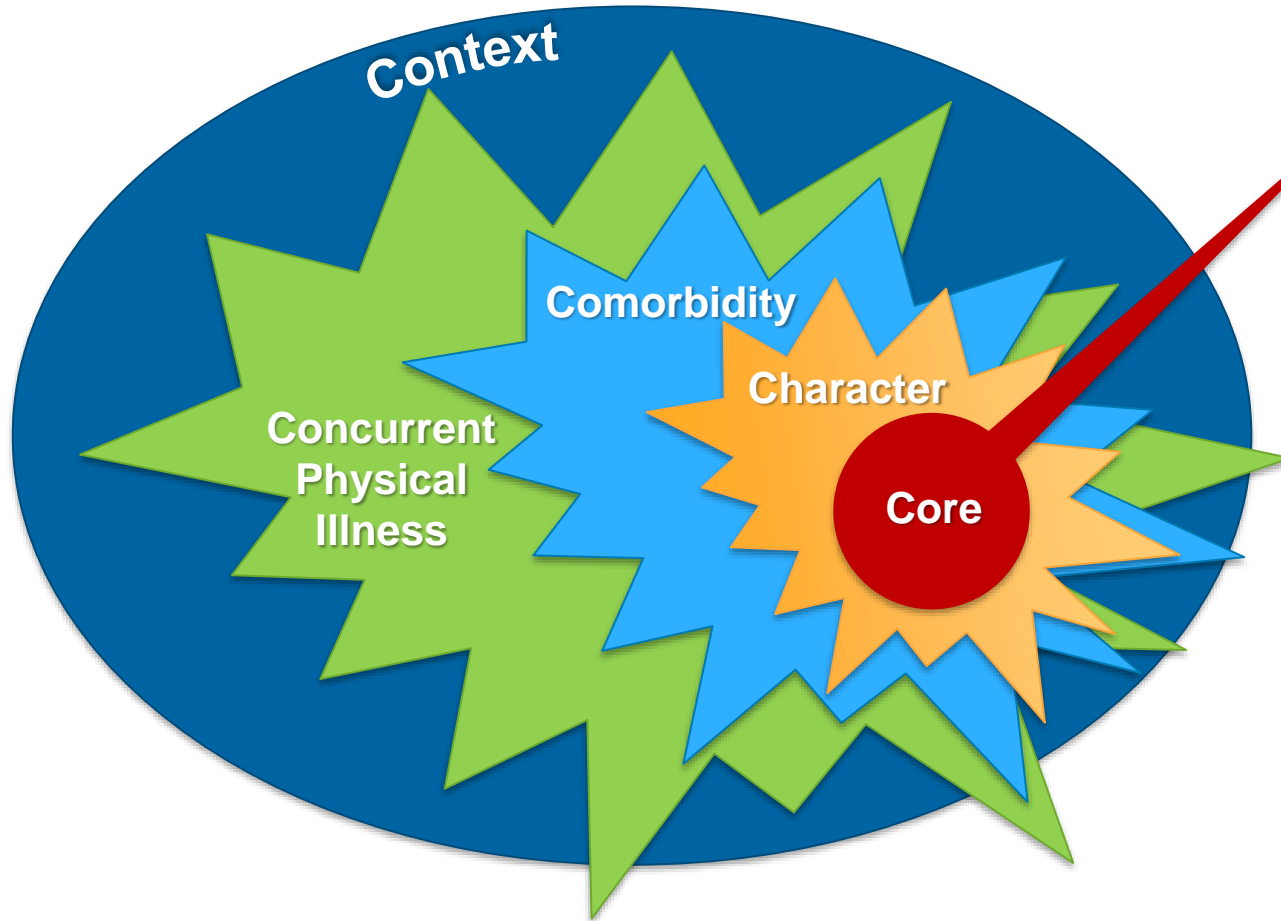 Context
Comorbidity
Character
Concurrent
Physical
Illness
Core